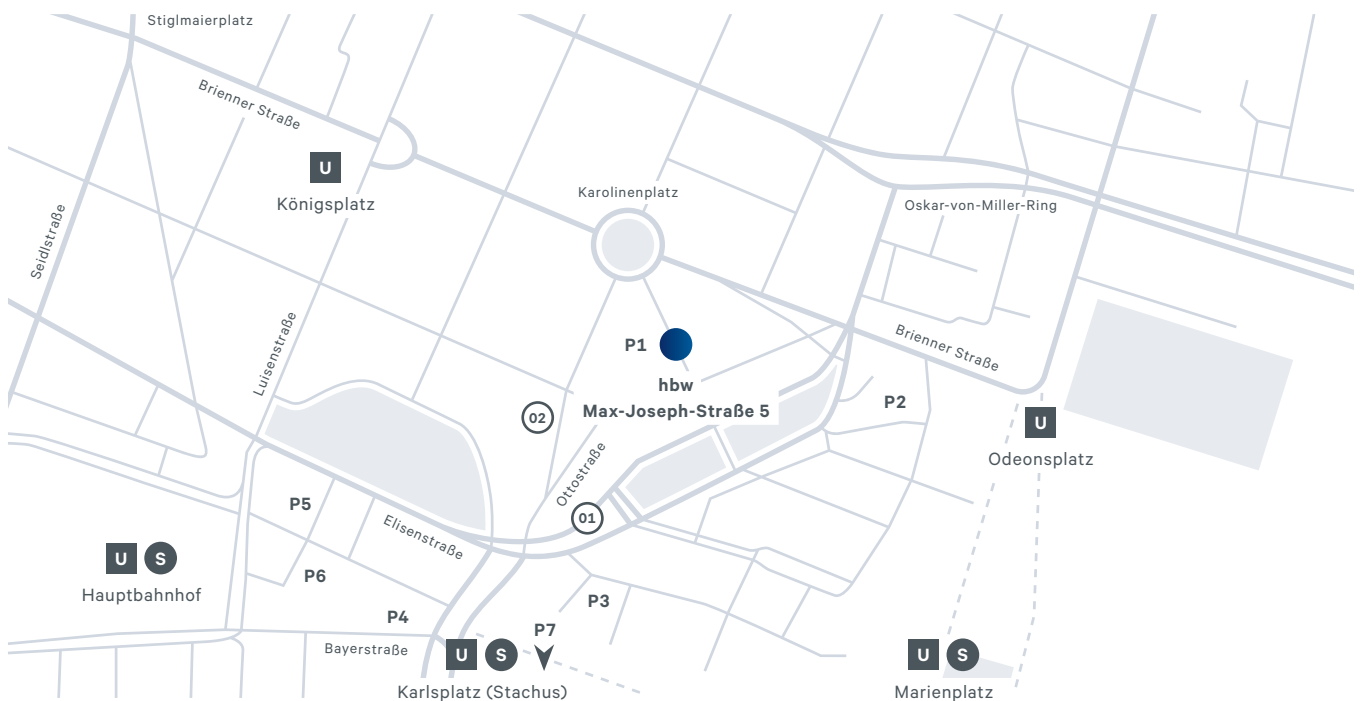 Stiglmaierplatz
Brienner Straße
U
Königsplatz
Karolinenplatz
Oskar-von-Miller-Ring
Seidlstraße
Luisenstraße
P1
hbw
Max-Joseph-Straße 5
Brienner Straße
P2
02
U
Odeonsplatz
Ottostraße
01
P5
Elisenstraße
U S
Hauptbahnhof
P6
P4
P3
P7
Bayerstraße
U S
Karlsplatz (Stachus)
U S
Marienplatz